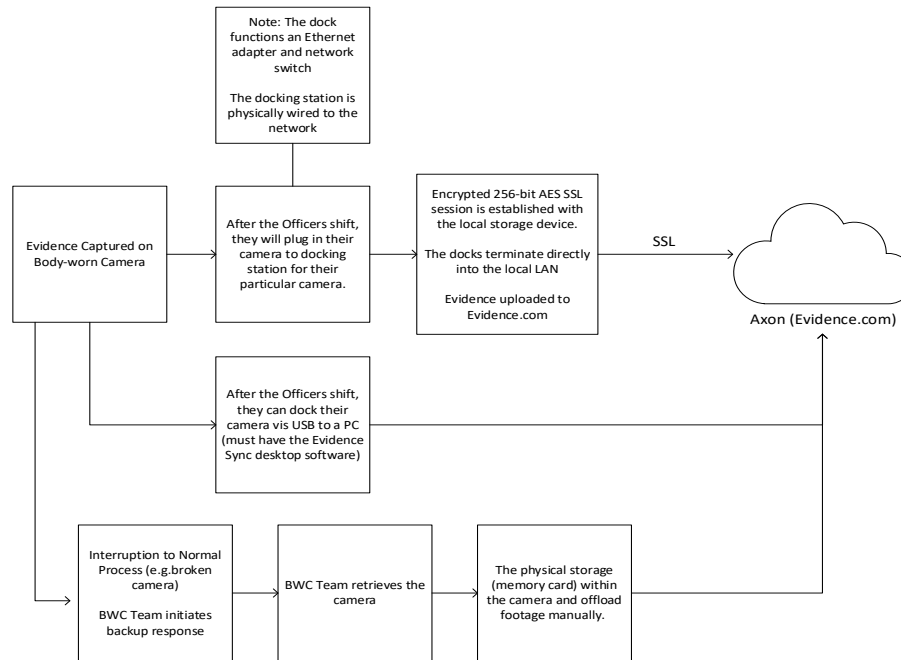 Note: The dock
functions an Ethernet
adapter and network
switch
The docking station is
physically wired to the
network
Evidence Captured on
Body-worn Camera
After the Officers shift,
they will plug in their
camera to docking
station for their
particular camera.
Encrypted 256-bit AES SSL
session is established with
the local storage device.
The docks terminate directly
into the local LAN
Evidence uploaded to
Evidence.com
SSL
Axon (Evidence.com)
After the Officers shift,
they can dock their
camera vis USB to a PC
(must have the Evidence
Sync desktop software)
Interruption to Normal
Process (e.g.broken
camera)
BWC Team initiates
backup response
BWC Team retrieves the
camera
The physical storage
(memory card) within
the camera and offload
footage manually.